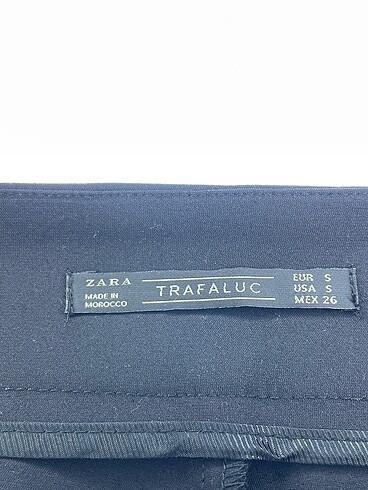 ZARA
MADE IN
MOROCCO
TRAFALUC
EUR S
USA S
MEX 26